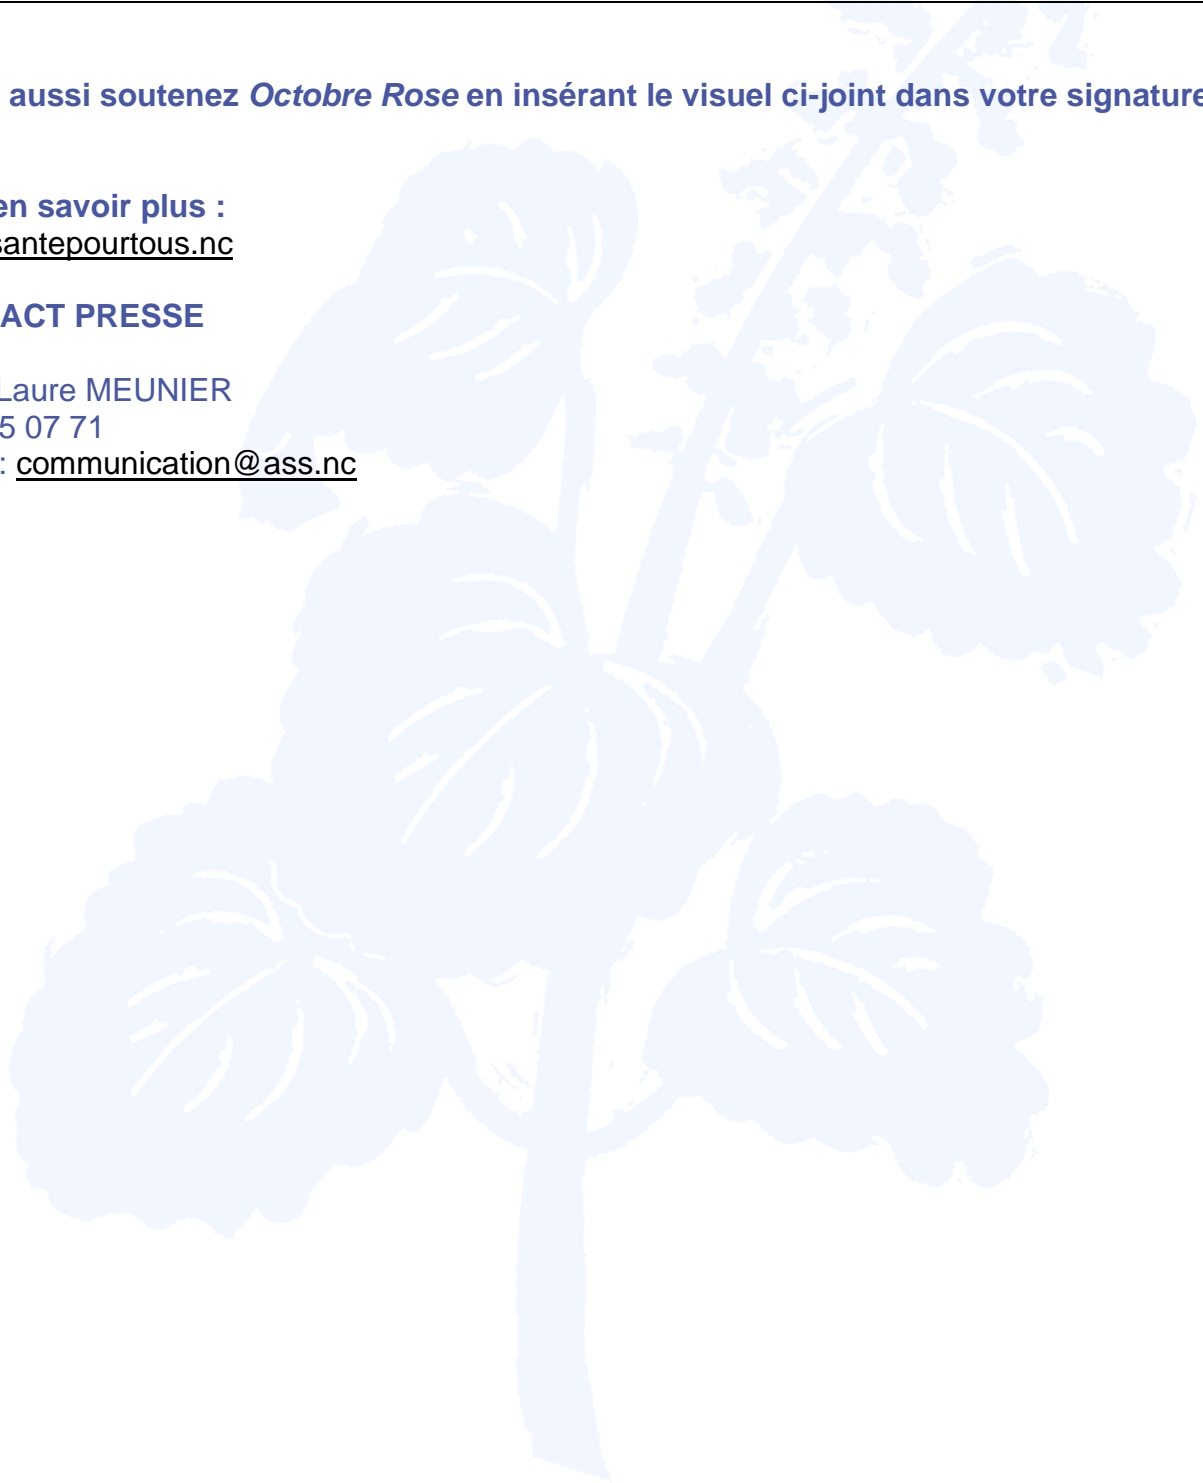 aussi soutenez Octobre Rose en insérant le visuel ci-joint dans votre signature
en savoir plus :
santepourtous.nc
ACT PRESSE
Laure MEUNIER
5 07 71
: communication@ass.nc